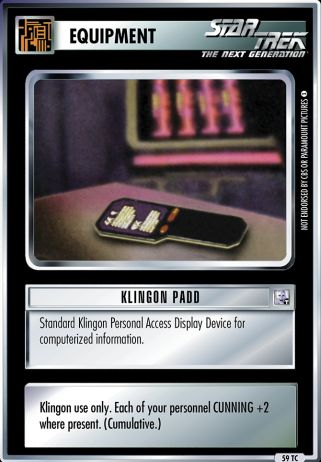 EQUIPMENT
STAR TREK
THE NEXT GENERATION
NOT ENDORSED BY CBS OR PARAMOUNT PICTURES
KLINGON PADD
Standard Klingon Personal Access Display Device for
computerized information.
Klingon use only. Each of your personnel CUNNING +2
where present. (Cumulative.)
59 TC